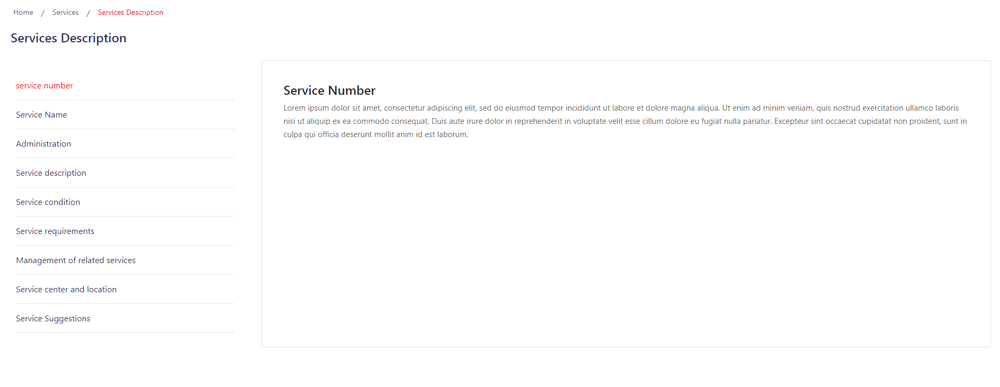 Home / Services / Services Description
Services Description
service number
Service Name
Administration
Service description
Service condition
Service requirements
Management of related services
Service center and location
Service Suggestions
Service Number
Lorem ipsum dolor sit amet, consectetur adipiscing elit, sed do eiusmod tempor incididunt ut labore et dolore magna aliqua. Ut enim ad minim veniam, quis nostrud exercitation ullamco laboris
nisi ut aliquip ex ea commodo consequat. Duis aute irure dolor in reprehenderit in voluptate velit esse cillum dolore eu fugiat nulla pariatur. Excepteur sint occaecat cupidatat non proident, sunt in
culpa qui officia deserunt mollit anim id est laborum.